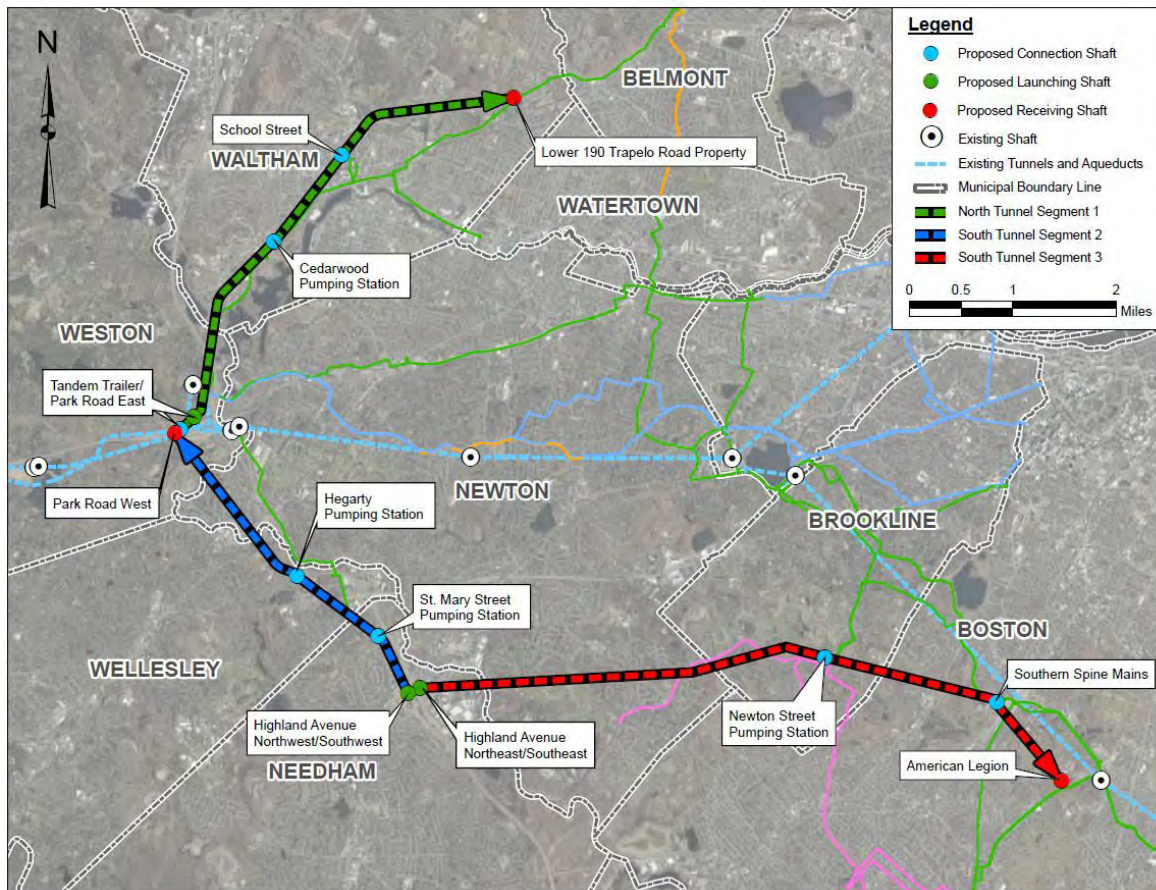 N
Legend
Proposed Connection Shaft
Proposed Launching Shaft
Proposed Receiving Shaft
Existing Shaft
Existing Tunnels and Aqueducts
Municipal Boundary Line
North Tunnel Segment 1
South Tunnel Segment 2
South Tunnel Segment 3
0 0.5 1 2
Miles
BELMONT
School Street
WALTHAM
Lower 190 Trapelo Road Property
WATERTOWN
Cedarwood
Pumping Station
WESTON
Tandem Trailer/
Park Road East
Park Road West
NEWTON
Hegarty
Pumping Station
BROOKLINE
St. Mary Street
Pumping Station
BOSTON
WELLESLEY
Southern Spine Mains
Highland Avenue
Northwest/Southwest
Highland Avenue
Northeast/Southeast
Newton Street
Pumping Station
NEEDHAM
American Legion